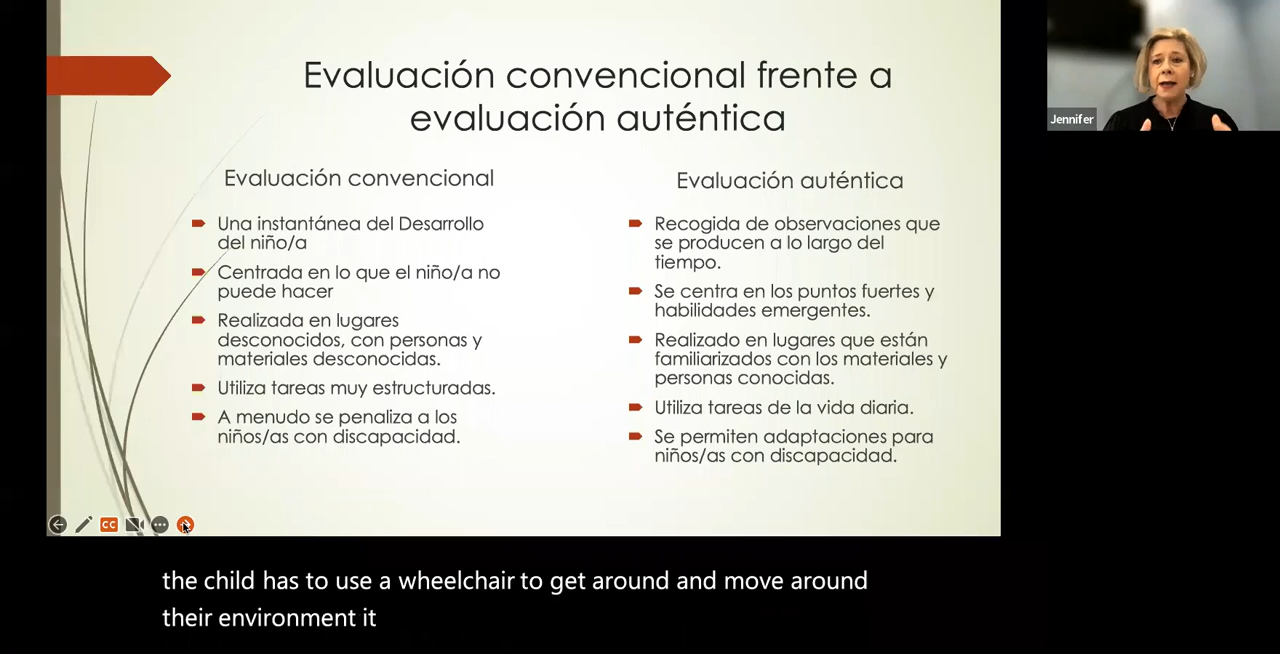 Evaluación convencional frente a
evaluación auténtica
Evaluación convencional
Una instantánea del Desarrollo
del niño/a
Centrada en lo que el niño/a no
puede hacer
Realizada en lugares
desconocidos, con personas y
materiales desconocidas.
Utiliza tareas muy estructuradas.
A menudo se penaliza a los
niños/as con discapacidad.
Evaluación auténtica
Recogida de observaciones que
se producen a lo largo del
tiempo.
Se centra en los puntos fuertes y
habilidades emergentes.
Realizado en lugares que están
familiarizados con los materiales y
personas conocidas.
Utiliza tareas de la vida diaria.
Se permiten adaptaciones para
niños/as con discapacidad.
Jennifer
CC
the child has to use a wheelchair to get around and move around
their environment it